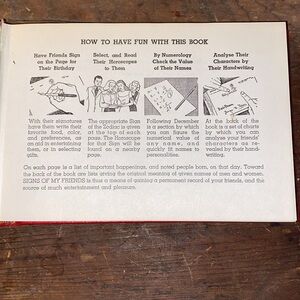 HOW TO HAVE FUN WITH THIS BOOK
Have Friends Sign
on the Page for
Their Birthday
With their signatures
have them write their
favorite food, color,
and preferences, as
an aid in entertaining
them, or in selecting
gifts.
Select, and Read
Their Horoscopes
to Them
The appropriate Sign
of the Zodiac is given
at the top of each
page. The Horoscope
for that Sign will be
found on a nearby
page.
By Numerology
Check the Value
of Their Names
Following December
is a section by which
you can figure the
numerical value of
any name, and
quickly fit names to
personalities.
Analyse Their
Characters by
Their Handwriting
At the back of the
book is a set of charts
by which you can
analyse your friends'
characters as re-
vealed by their hand-
writing.
On each page is a list of important happenings, and noted people born, on that day. Toward
the back of the book are lists giving the original meaning of given names of men and women.
SIGNS OF MY FRIENDS is thus a means of gaining a permanent record of your friends, and the
source of much entertainment and pleasure.